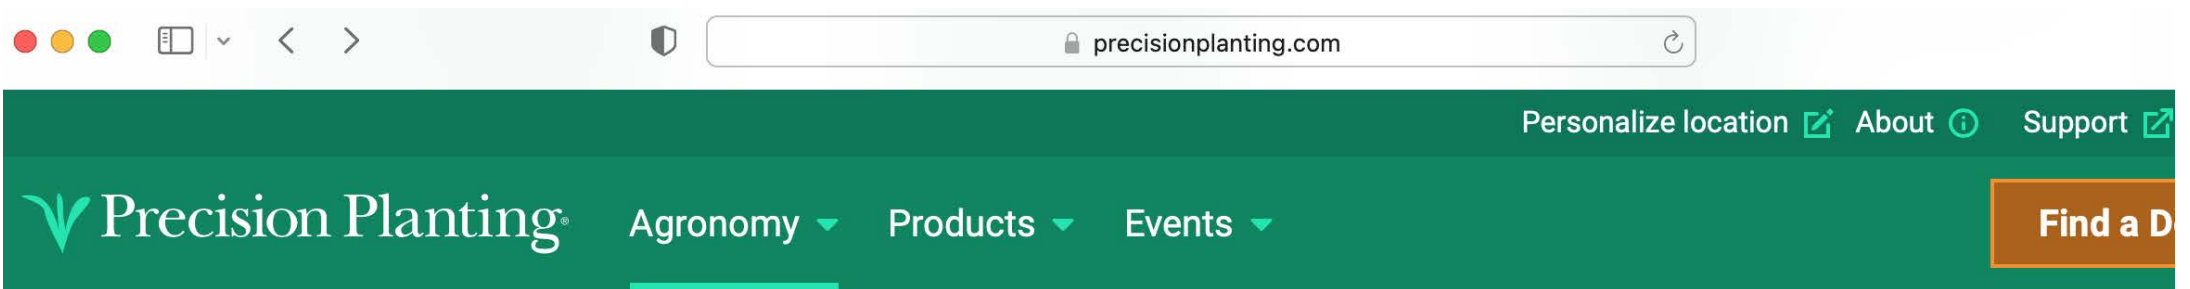 precisionplanting.com
Personalize location About Support
Precision Planting® Agronomy Products Events Find a